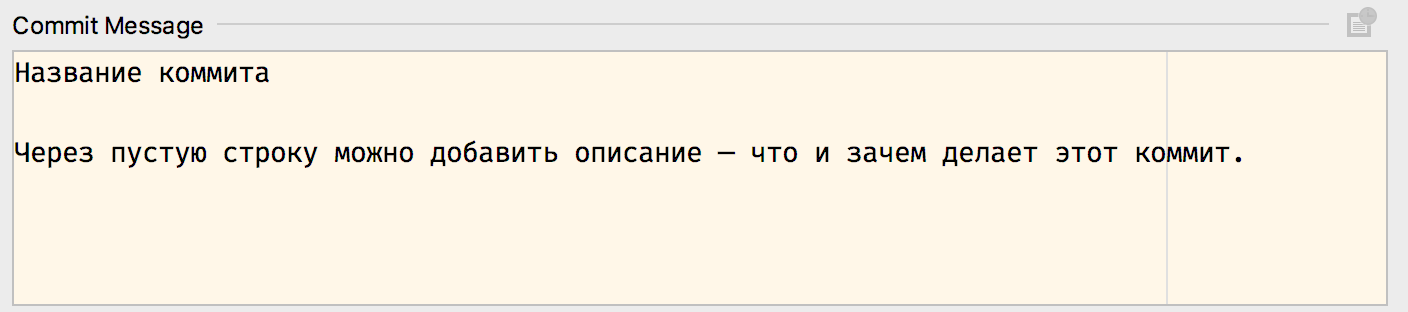 Commit Message
Название коммита
Через пустую строку можно добавить описание — что и зачем делает этот коммит.